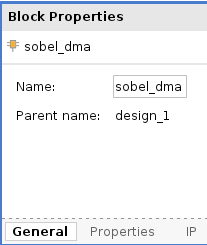 Block Properties
sobel_dma
Name: sobel_dma
Parent name: design_1
General Properties IP